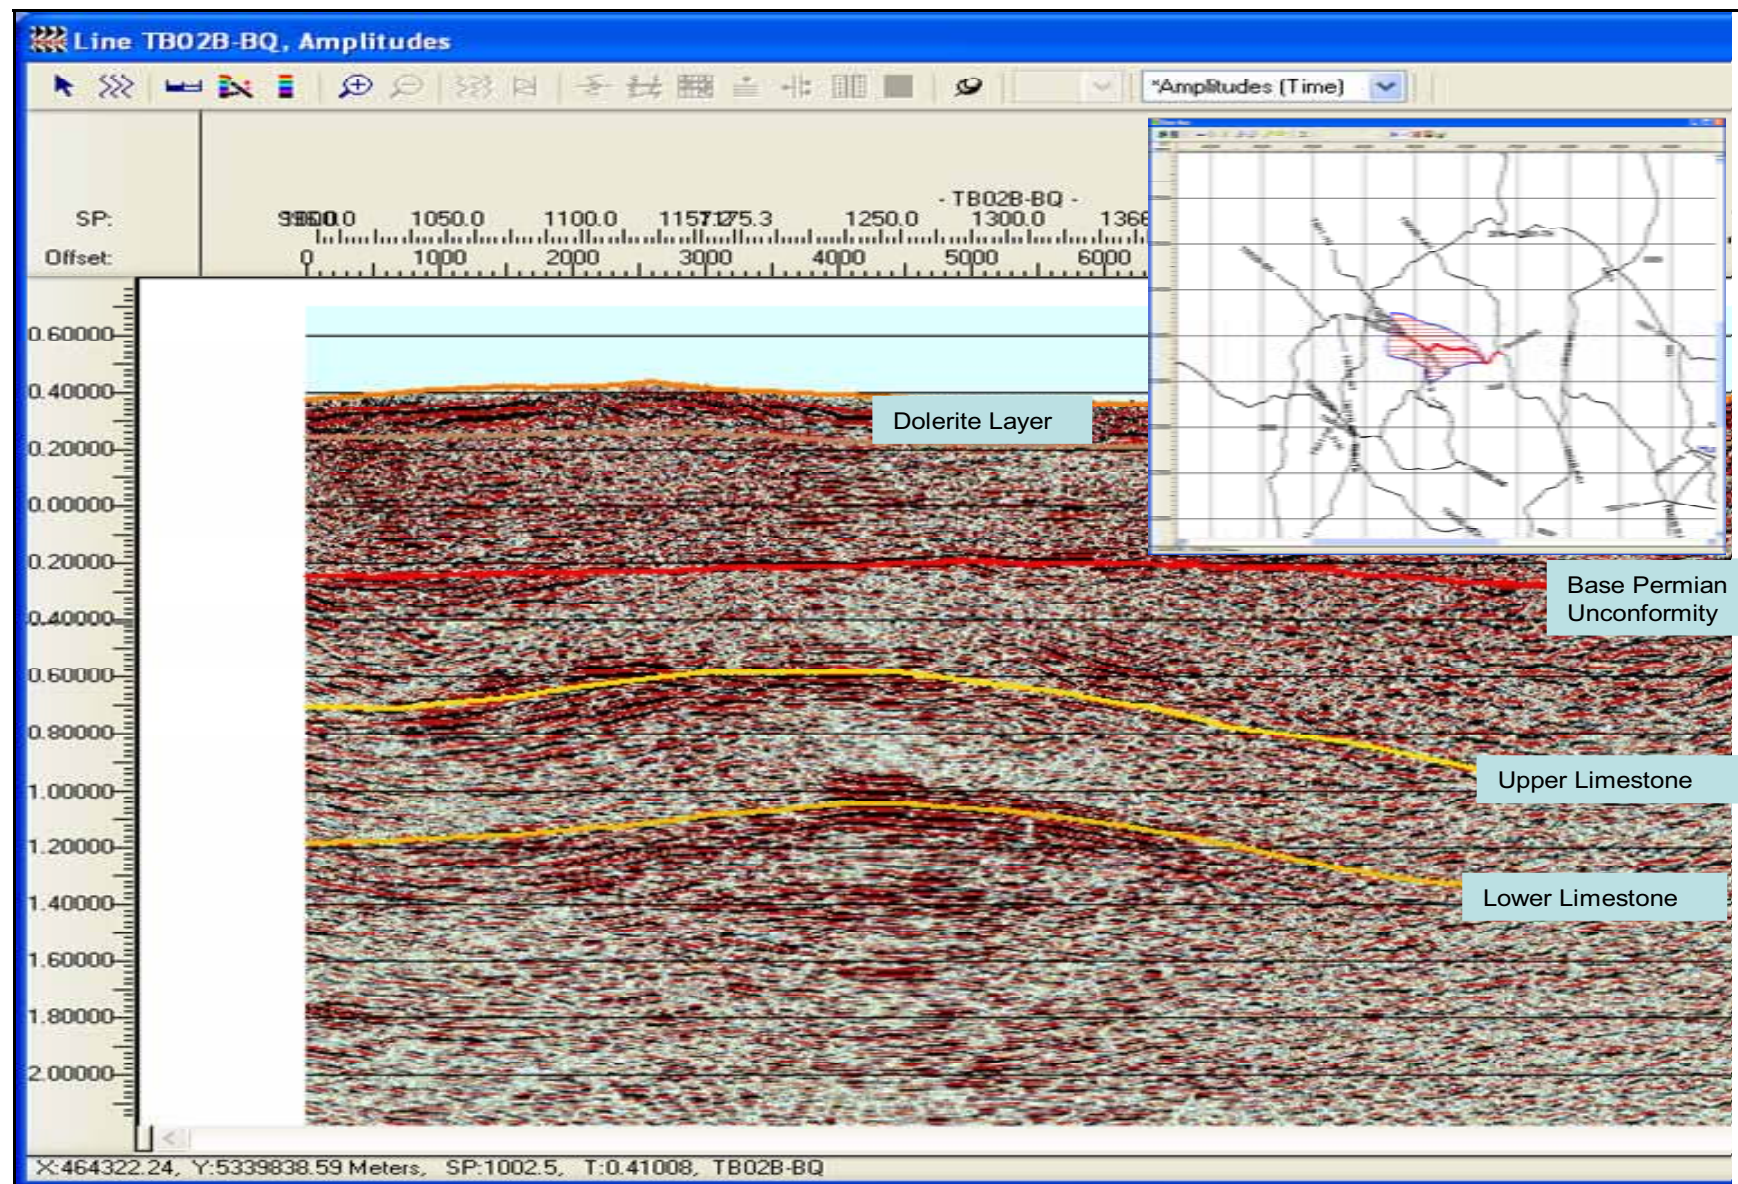 Line TB02B-BQ, Amplitudes
*Amplitudes (Time)
- TB02B-BQ -
SP: 1050.0 1100.0 1250.0 1300.0
Offset: 0 1000 2000 3000 4000 5000 6000
0.60000
0.40000
Dolerite Layer
0.20000
0.00000
0.20000
Base Permian
Unconformity
0.40000
0.60000
0.80000
Upper Limestone
1.00000
1.20000
Lower Limestone
1.40000
1.60000
1.80000
2.00000
X:464322.24, Y:5339838.59 Meters, SP:1002.5, T:0.41008, TB02B-BQ